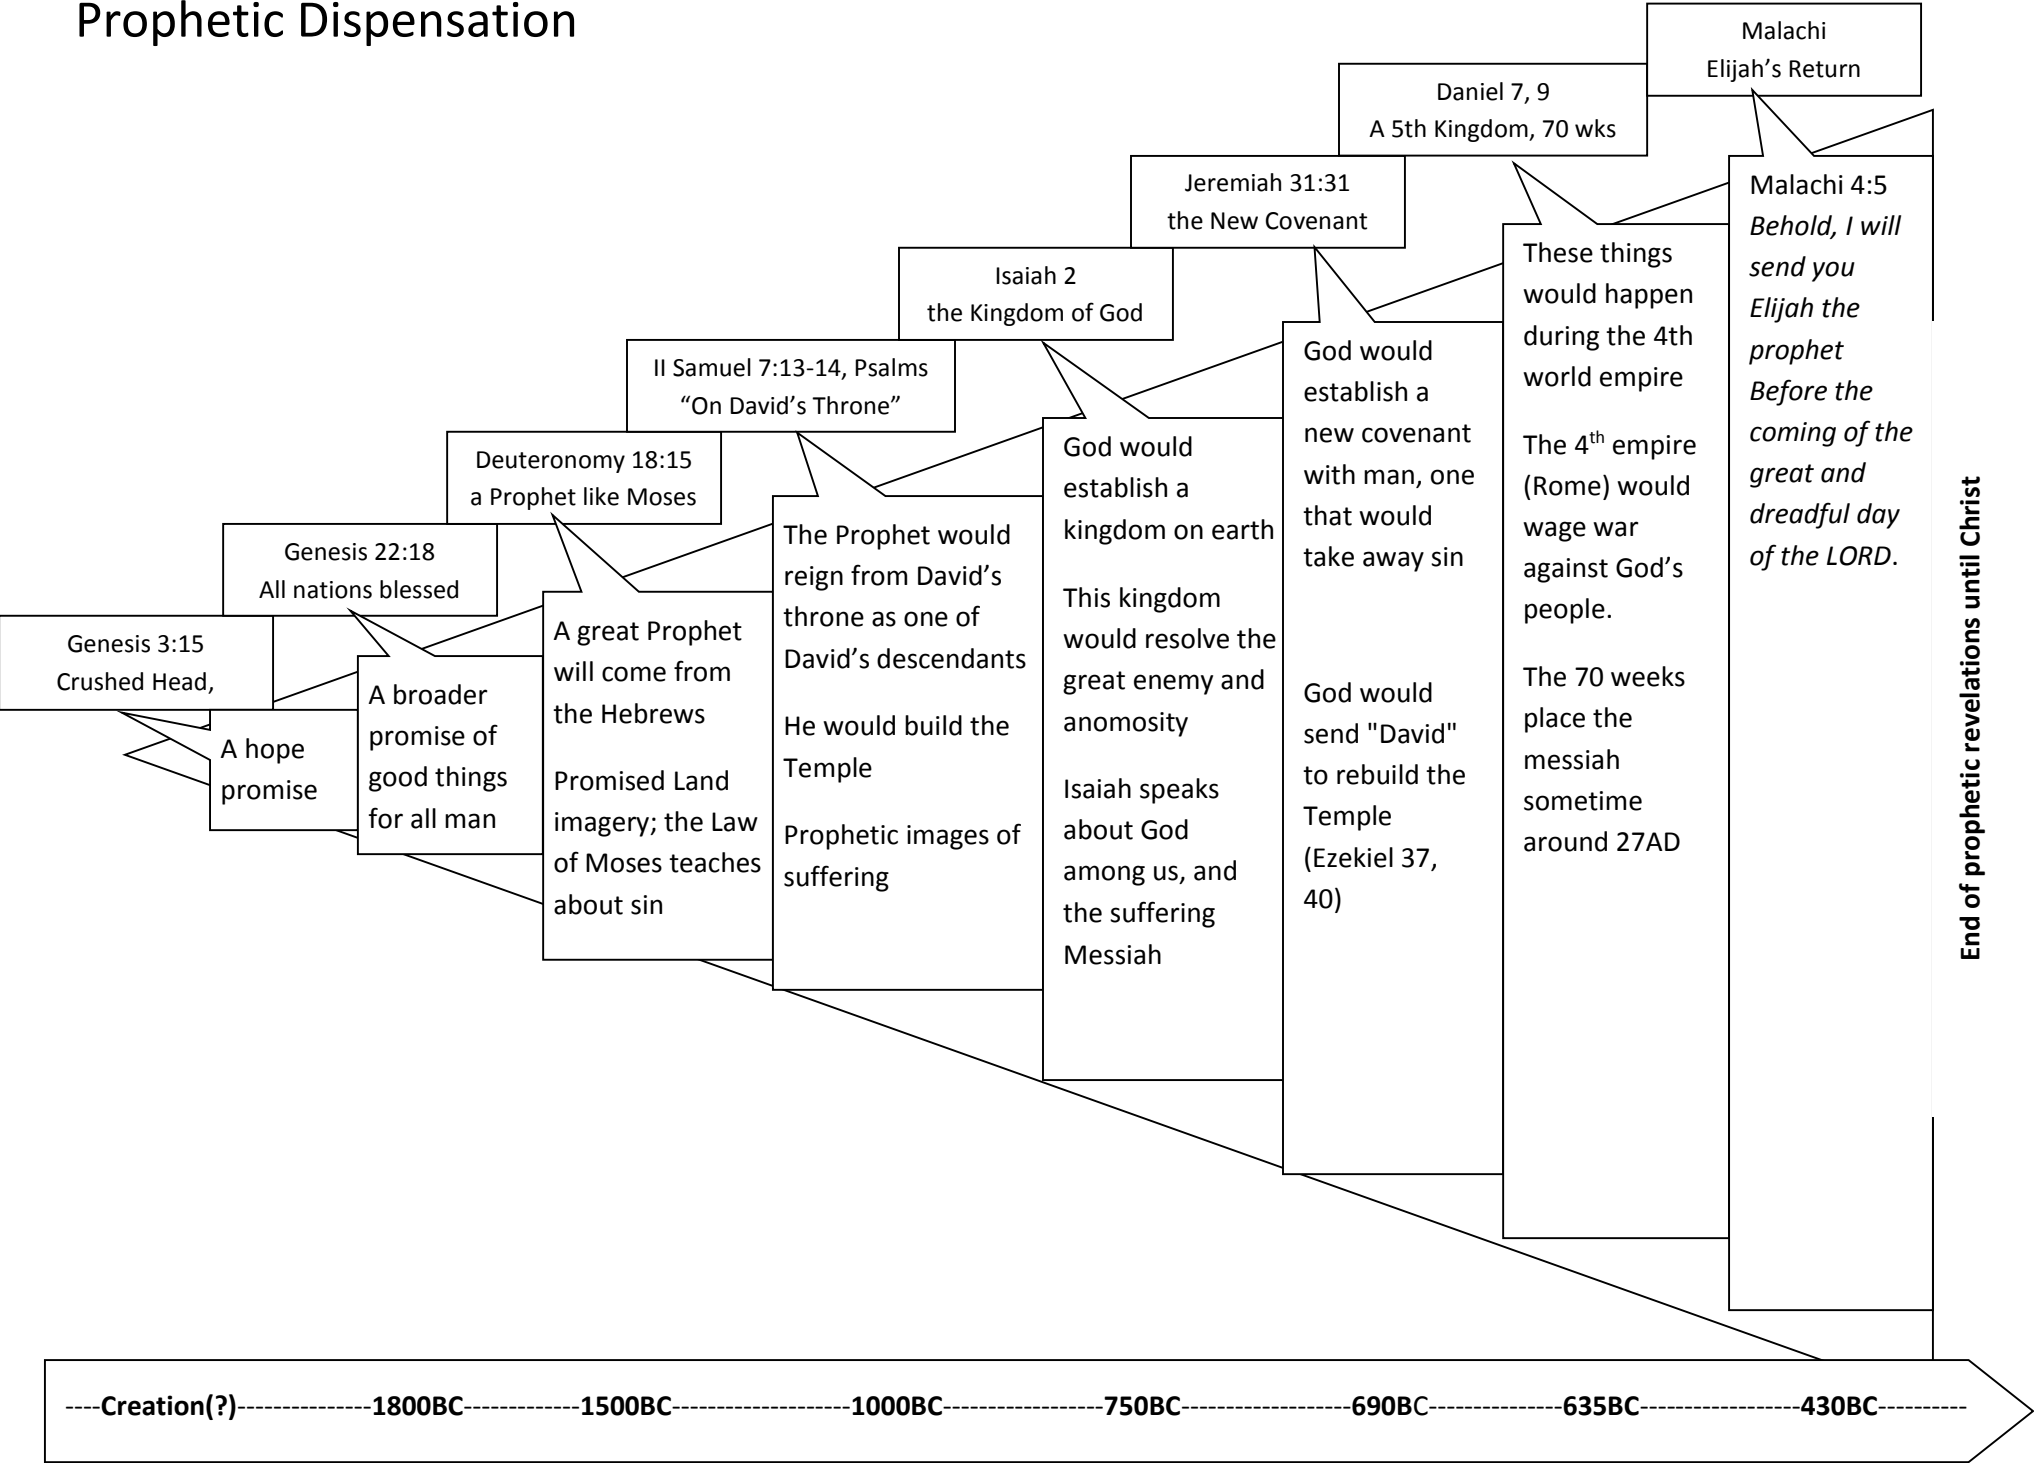 Prophetic Dispensation
Malachi
Elijah's Return
Daniel 7, 9
A 5th Kingdom, 70 wks
Jeremiah 31:31
the New Covenant
Isaiah 2
the Kingdom of God
II Samuel 7:13-14, Psalms
“On David’s Throne”
Deuteronomy 18:15
a Prophet like Moses
Genesis 22:18
All nations blessed
Genesis 3:15
Crushed Head,
A hope
promise
A broader
promise of
good things
for all man
A great Prophet
will come from
the Hebrews
Promised Land
imagery; the Law
of Moses teaches
about sin
The Prophet would
reign from David’s
throne as one of
David’s descendants
He would build the
Temple
Prophetic images of
suffering
God would
establish a
kingdom on earth
This kingdom
would resolve the
great enemy and
anomosity
Isaiah speaks
about God
among us, and
the suffering
Messiah
God would
establish a
new covenant
with man, one
that would
take away sin
God would
send "David"
to rebuild the
Temple
(Ezekiel 37,
40)
These things
would happen
during the 4th
world empire
The 4th empire
(Rome) would
wage war
against God’s
people.
The 70 weeks
place the
messiah
sometime
around 27AD
Malachi 4:5
Behold, I will
send you
Elijah the
prophet
Before the
coming of the
great and
dreadful day
of the LORD.
End of prophetic revelations until Christ
----Creation(?)---------------1800BC-------------1500BC--------------------1000BC------------------750BC-------------------690BC---------------635BC------------------430BC----------